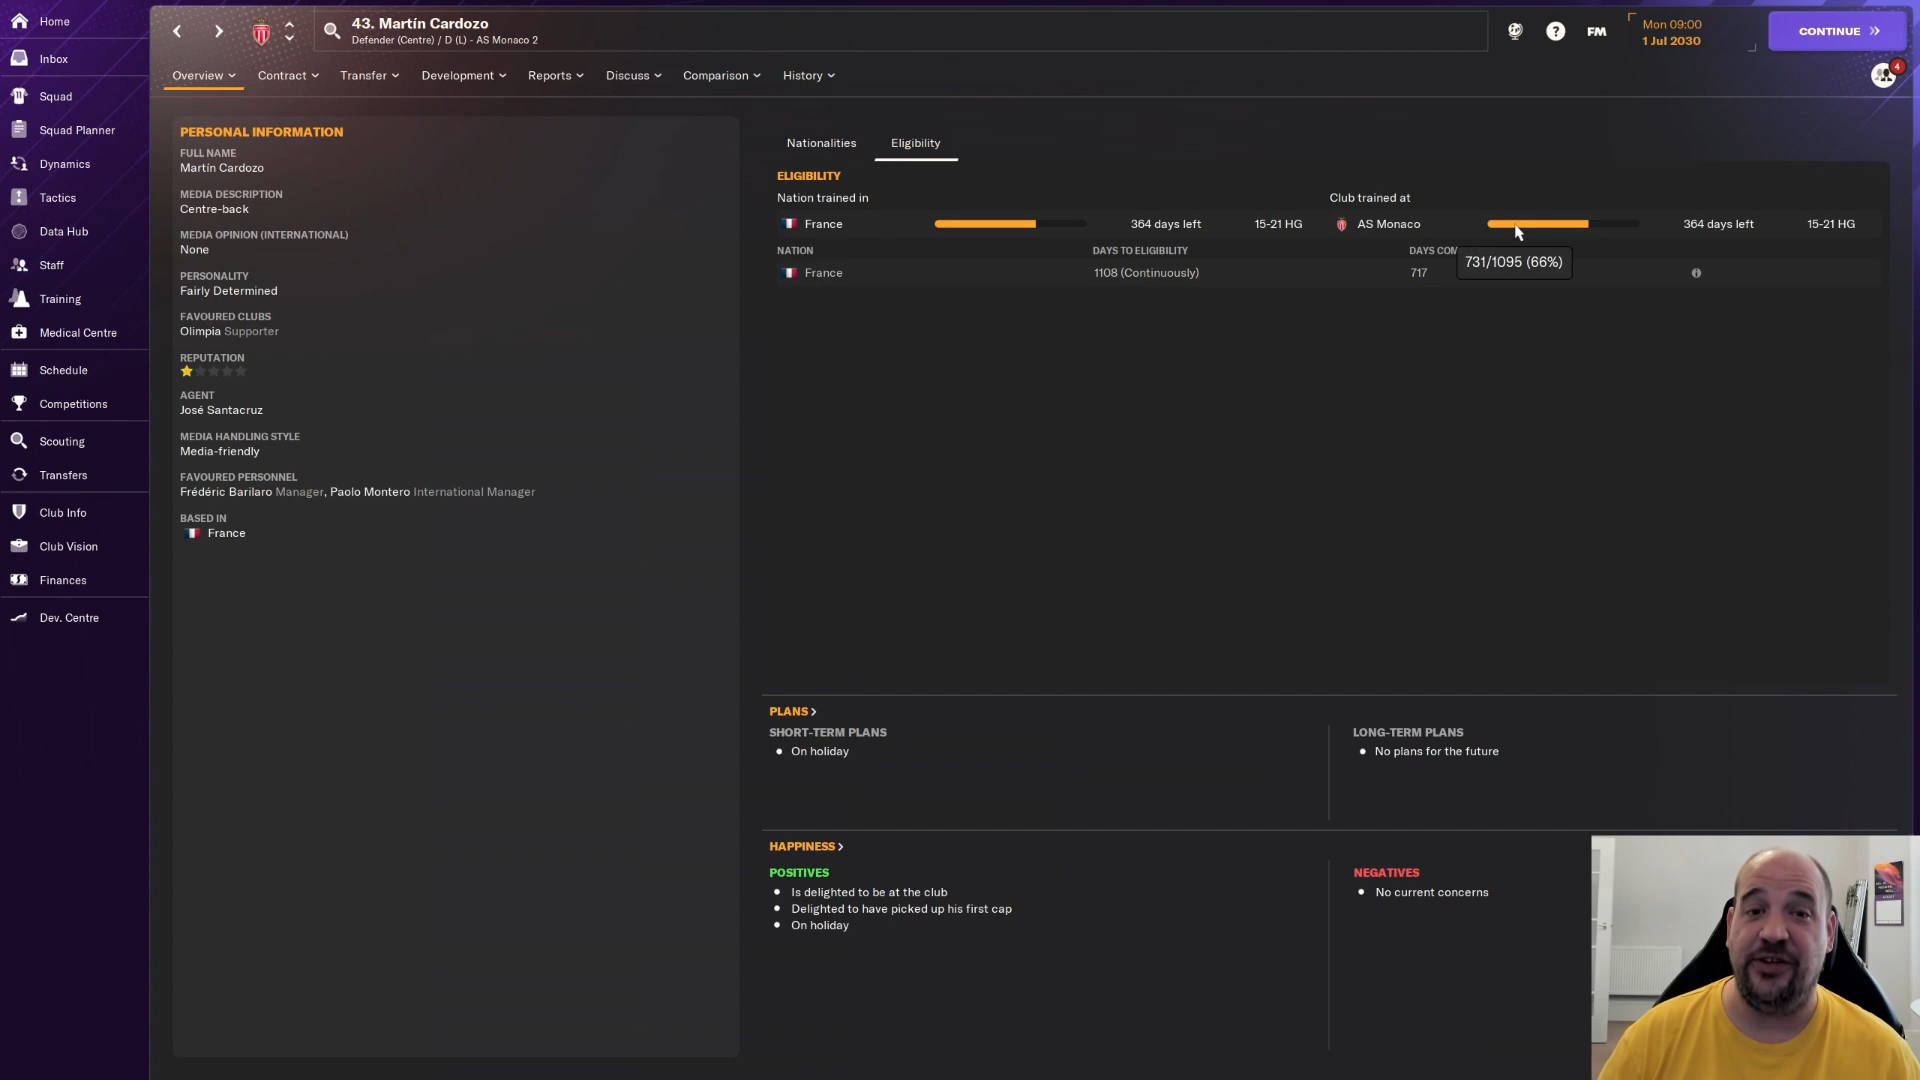 Home
Inbox
Squad
Squad Planner
Dynamics
Tactics
Data Hub
Staff
Training
Medical Centre
Schedule
Competitions
Scouting
Transfers
Club Info
Club Vision
Finances
Dev. Centre
43. Martín Cardozo
Defender (Centre) / D (L) - AS Monaco 2
?
FM
Mon 09:00
1 Jul 2030
CONTINUE
Overview Contract Transfer Development Reports Discuss Comparison History
4
PERSONAL INFORMATION
FULL NAME
Martín Cardozo
MEDIA DESCRIPTION
Centre-back
MEDIA OPINION (INTERNATIONAL)
None
PERSONALITY
Fairly Determined
FAVOURED CLUBS
Olimpia Supporter
REPUTATION
AGENT
José Santacruz
MEDIA HANDLING STYLE
Media-friendly
FAVOURED PERSONNEL
Frédéric Barilaro Manager, Paolo Montero International Manager
BASED IN
France
Nationalities Eligibility
ELIGIBILITY
Nation trained in Club trained at
France 364 days left 15-21 HG AS Monaco 364 days left 15-21 HG
NATION DAYS TO ELIGIBILITY DAYS COM
731/1095 (66%)
France 1108 (Continuously) 717
PLANS
SHORT-TERM PLANS
On holiday
LONG-TERM PLANS
No plans for the future
HAPPINESS
POSITIVES
Is delighted to be at the club
Delighted to have picked up his first cap
On holiday
NEGATIVES
No current concerns